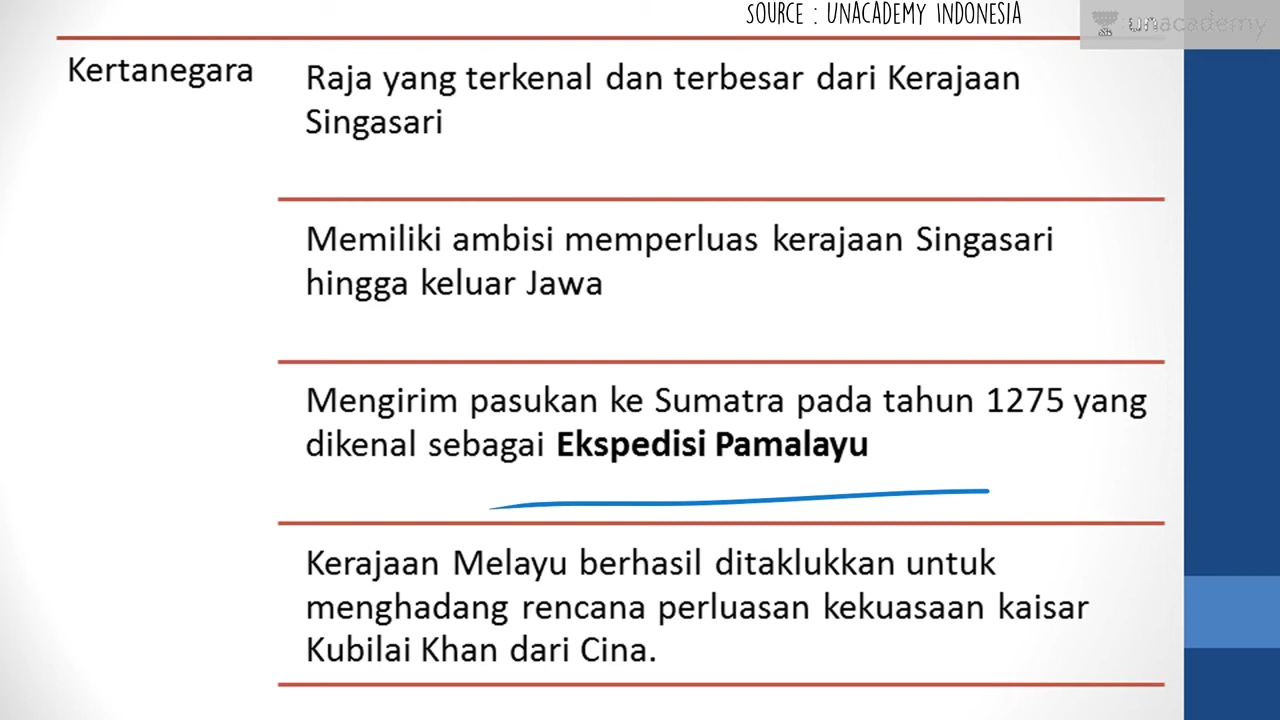 SOURCE : UNACADEMY INDONESIA
unacademy
Kertanegara
Raja yang terkenal dan terbesar dari Kerajaan
Singasari
Memiliki ambisi memperluas kerajaan Singasari
hingga keluar Jawa
Mengirim pasukan ke Sumatra pada tahun 1275 yang
dikenal sebagai Ekspedisi Pamalayu
Kerajaan Melayu berhasil ditaklukkan untuk
menghadang rencana perluasan kekuasaan kaisar
Kubilai Khan dari Cina.